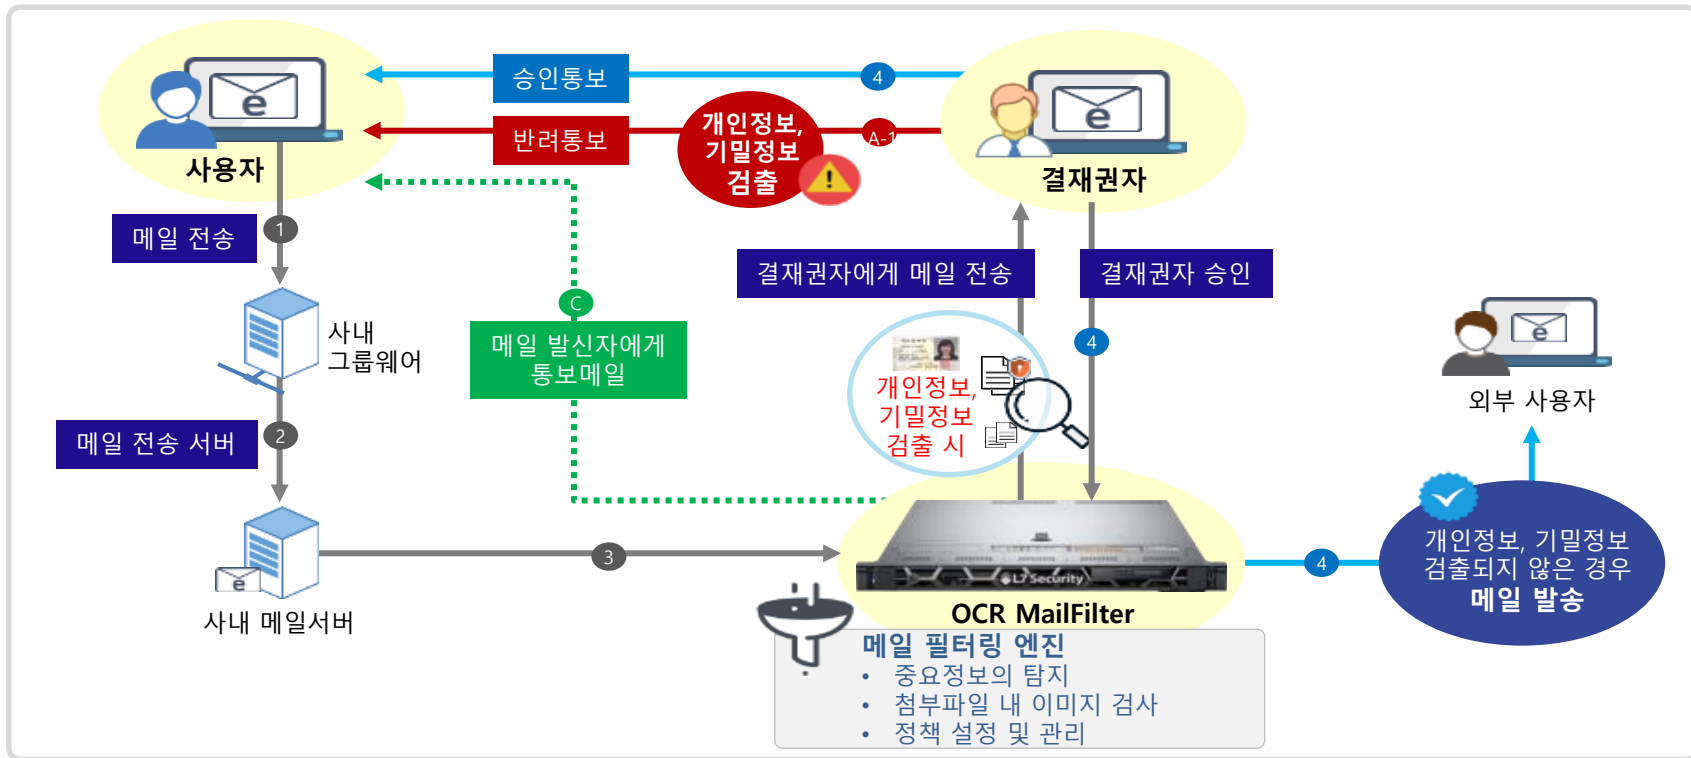 승인통보
4
반려통보
개인정보,
기밀정보
검출
A-1
사용자
결재권자
1
메일 전송
결재권자에게 메일 전송
결재권자 승인
C
4
사내
그룹웨어
메일 발신자에게
통보메일
개인정보,
기밀정보
검출 시
외부 사용자
2
메일 전송 서버
3
사내 메일서버
L7 Security
OCR MailFilter
4
개인정보, 기밀정보
검출되지 않은 경우
메일 발송
메일 필터링 엔진
• 중요정보의 탐지
• 첨부파일 내 이미지 검사
• 정책 설정 및 관리